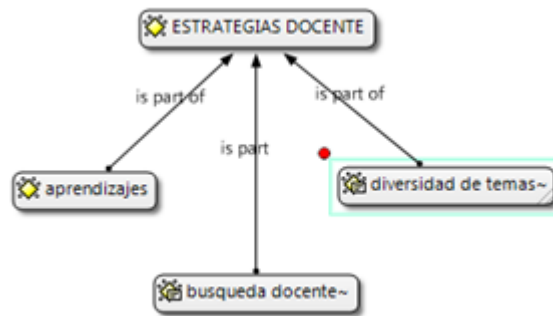 ESTRATEGIAS DOCENTE
is part of
is part of
is part
aprendizajes
diversidad de temas~
busqueda docente~